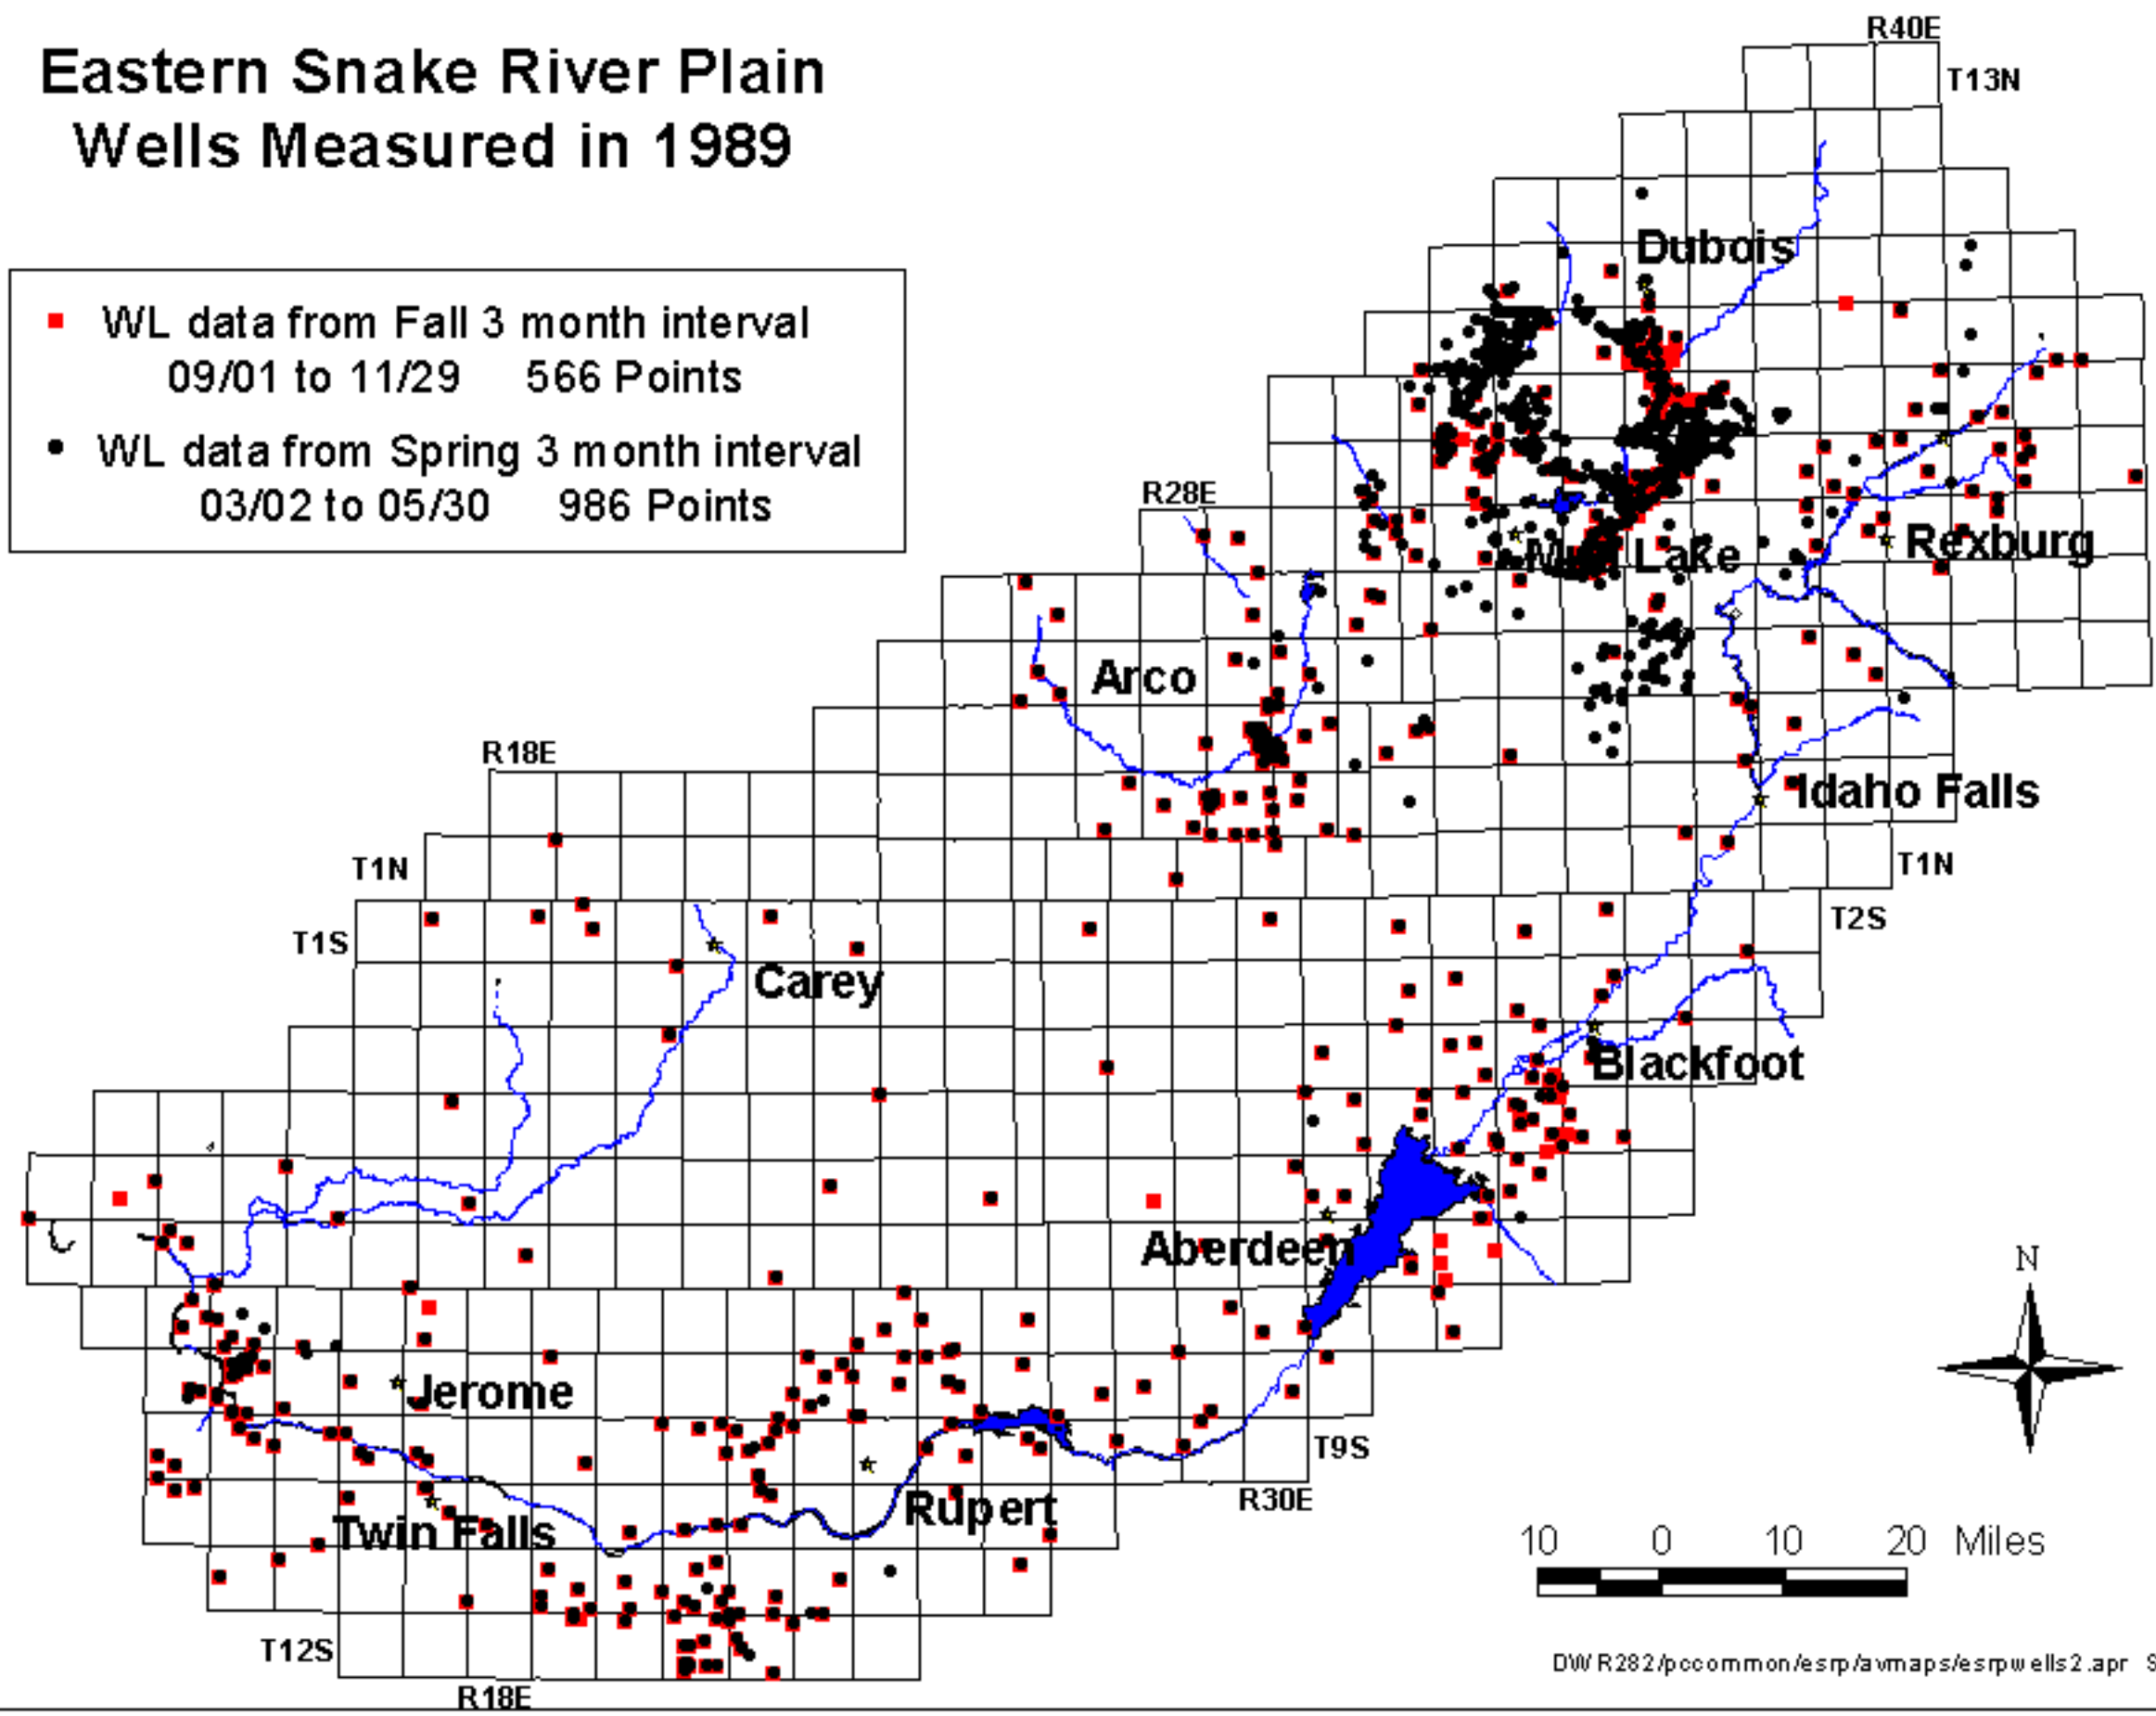 Eastern Snake River Plain
Wells Measured in 1989
WL data from Fall 3 month interval
09/01 to 11/29 566 Points
WL data from Spring 3 month interval
03/02 to 05/30 986 Points
R40E
T13N
Dubois
R28E
Mud Lake
Rexburg
Arco
R18E
Idaho Falls
T1N
T1N
T1S
T2S
Carey
Blackfoot
Aberdeen
N
Jerome
T9S
R30E
Rupert
Twin Falls
10 0 10 20 Miles
T12S
R18E
DWR282/pccommon/esrp/avmaps/esrpwells2.apr